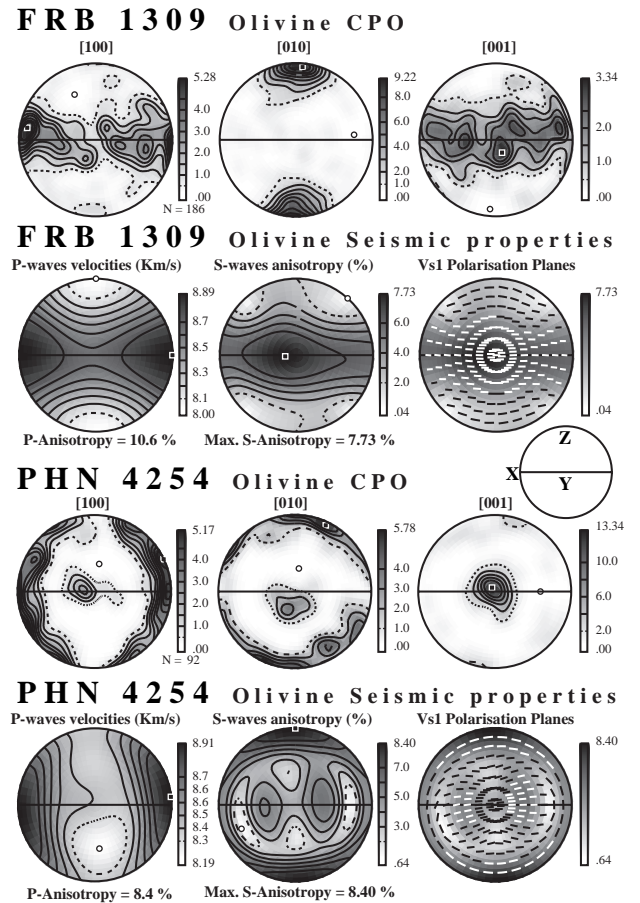 FRB 1309 Olivine CPO
[100] [010] [001]
5.28 9.22 3.34
4.0 8.0
3.0 6.0 2.0
2.0 4.0
1.0 2.0 1.0
1.0
.00 .00 .00
N = 186
FRB 1309 Olivine Seismic properties
P-waves velocities (Km/s) S-waves anisotropy (%) Vs1 Polarisation Planes
8.89 7.73 7.73
8.7 6.0
8.5 4.0
8.3 2.0
8.1
8.00 .04 .04
P-Anisotropy = 10.6 % Max. S-Anisotropy = 7.73 %
Z
X
Y
PHN 4254 Olivine CPO
[100] [010] [001]
5.17 5.78 13.34
4.0 4.0 10.0
3.0 3.0
2.0 2.0 6.0
1.0 1.0 2.0
.00 .00 .00
N = 92
PHN 4254 Olivine Seismic properties
P-waves velocities (Km/s) S-waves anisotropy (%) Vs1 Polarisation Planes
8.91 8.40 8.40
8.7 7.0
8.6
8.6 5.0
8.5
8.4 3.0
8.3
8.19 .64 .64
P-Anisotropy = 8.4 % Max. S-Anisotropy = 8.40 %